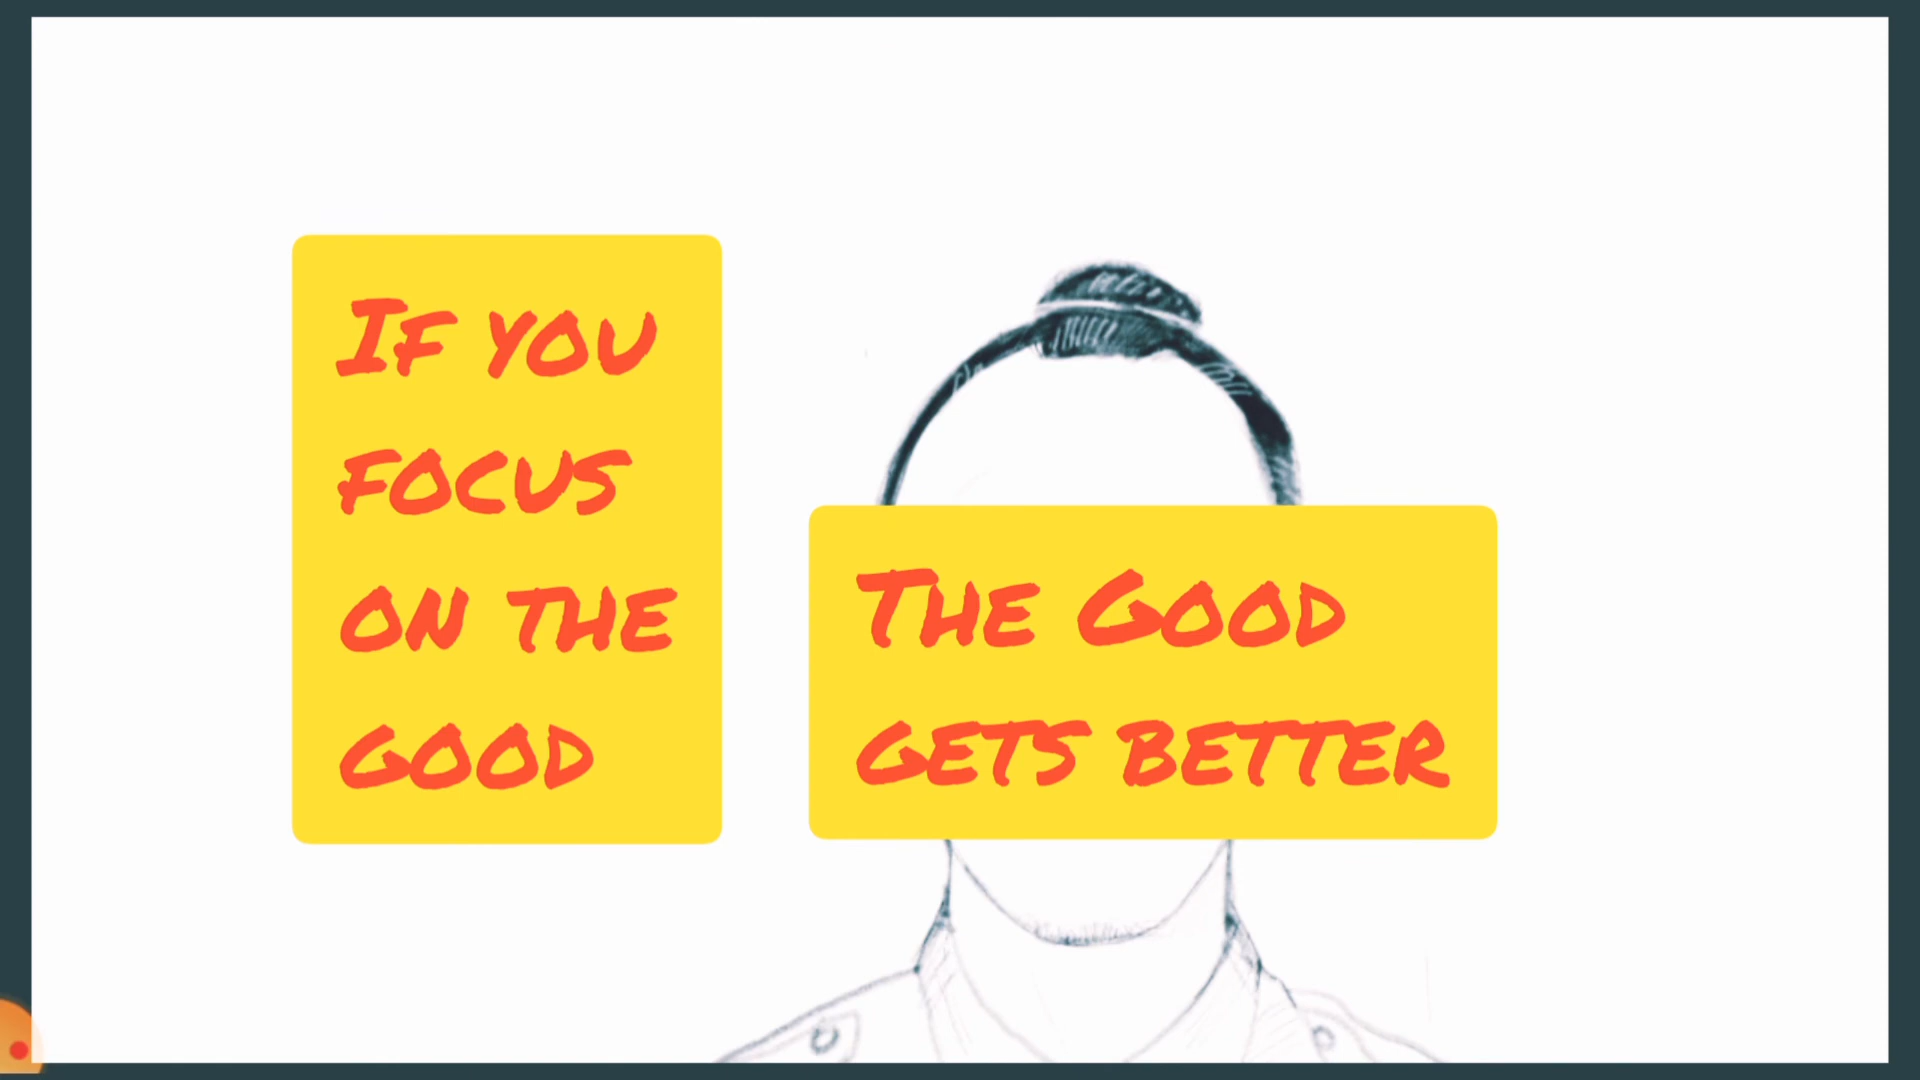 If you
focus
on the
good
The Good
gets better